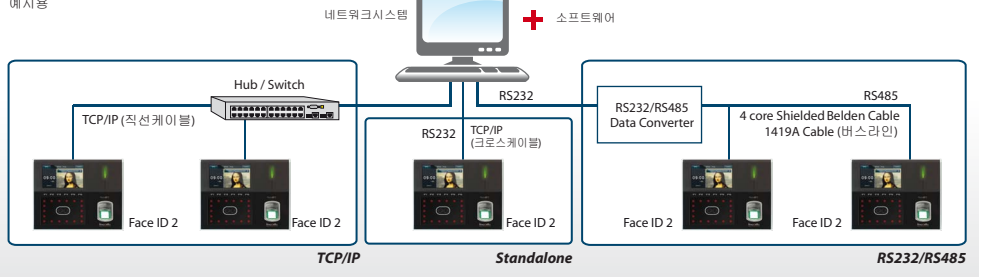 예시용
네트워크시스템
소프트웨어
Hub / Switch
RS232
TCP/IP (직선케이블)
RS232/RS485
Data Converter
RS485
4 core Shielded Belden Cable
1419A Cable (버스라인)
RS232
TCP/IP
(크로스케이블)
Face ID 2
Face ID 2
Face ID 2
Face ID 2
Face ID 2
TCP/IP
Standalone
RS232/RS485